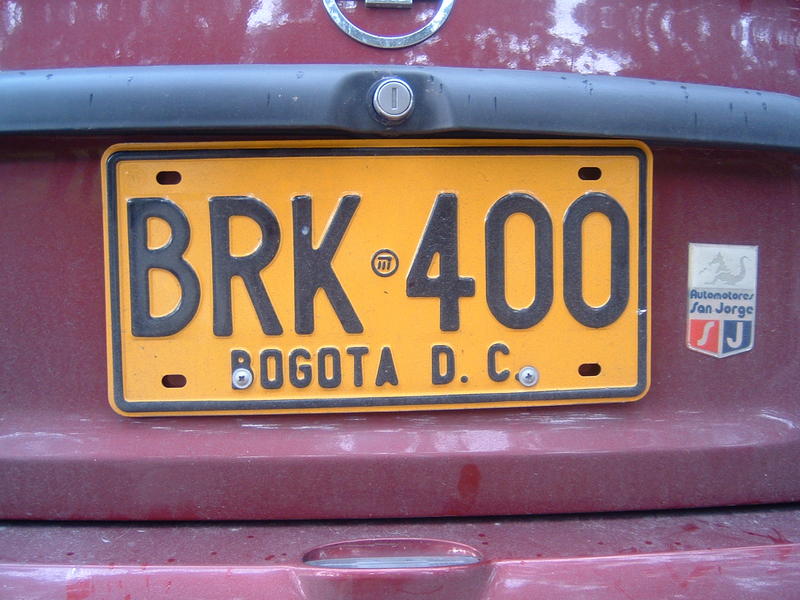 BRK 400
BOGOTA D. C.
Automotores
San Jorge
SJ